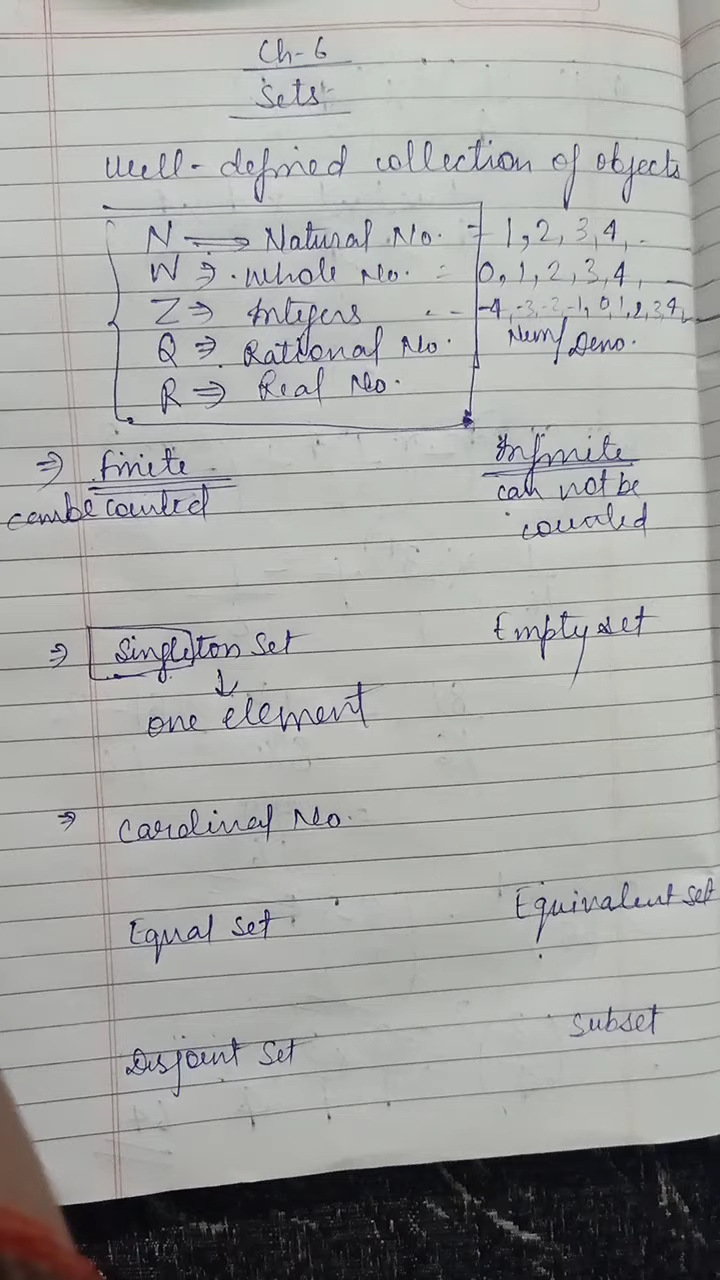 Ch-6
Sets
Well-defined collection of objects
N ⟹ Natural No. = 1, 2, 3, 4, -
W ⇒ Whole No. = 0, 1, 2, 3, 4, —
Z ⇒ Integers -- -4, -3, -2, -1, 0, 1, 2, 3, 4,
Q ⇒ Rational No. Num/Deno.
R ⇒ Real No.
⇒ finite Infinite
can be counted can not be
counted
⇒ Singleton Set Empty set
↓
one element
⇒ Cardinal No.
Equal Set Equivalent Set
Disjoint Set Subset